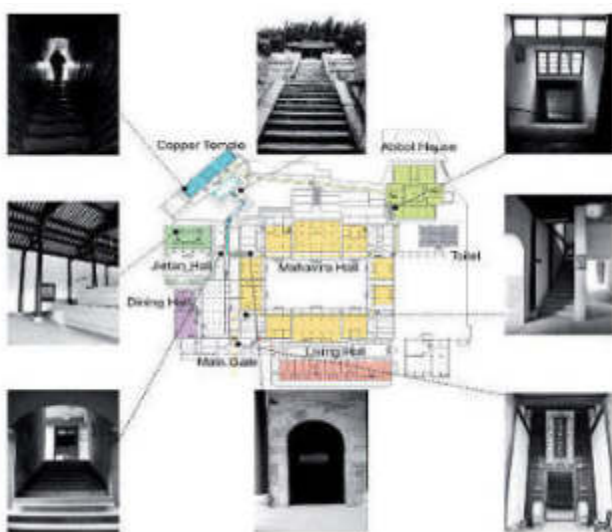 Copper Temple
Abbot House
Jietan Hall
Mahavira Hall
Toilet
Dining Hall
Main Gate
Living Hall